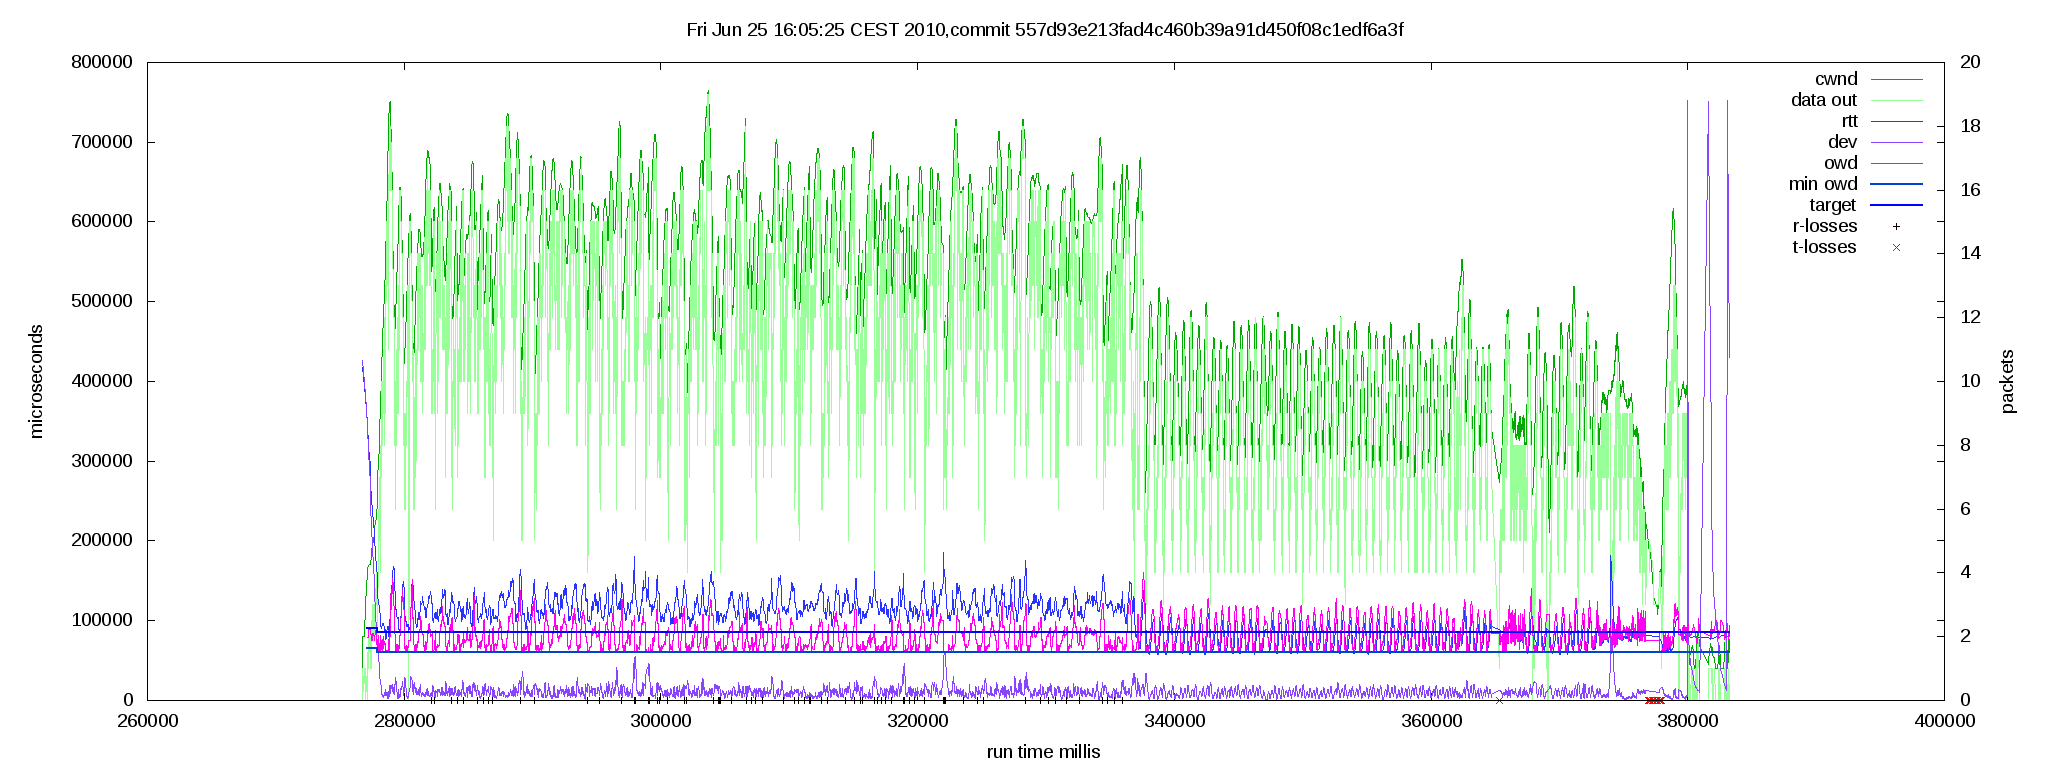 Fri Jun 25 16:05:25 CEST 2010,commit 557d93e213fad4c460b39a91d450f08c1edf6a3f
800000
700000
600000
500000
400000
300000
200000
100000
0
microseconds
20
18
16
14
12
10
8
6
4
2
0
packets
cwnd
data out
rtt
dev
owd
min owd
target
r-losses
t-losses
260000 280000 300000 320000 340000 360000 380000 400000
run time millis